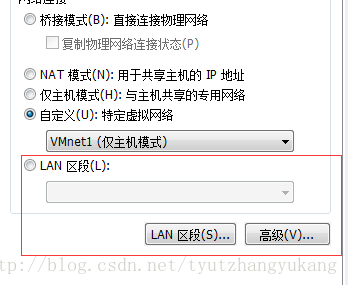 网络连接
桥接模式(B): 直接连接物理网络
复制物理网络连接状态(P)
NAT 模式(N): 用于共享主机的 IP 地址
仅主机模式(H): 与主机共享的专用网络
自定义(U): 特定虚拟网络
VMnet1 (仅主机模式)
LAN 区段(L):
LAN 区段(S)... 高级(V)...
tp://blog.csdn.net/tyutzhangyukang